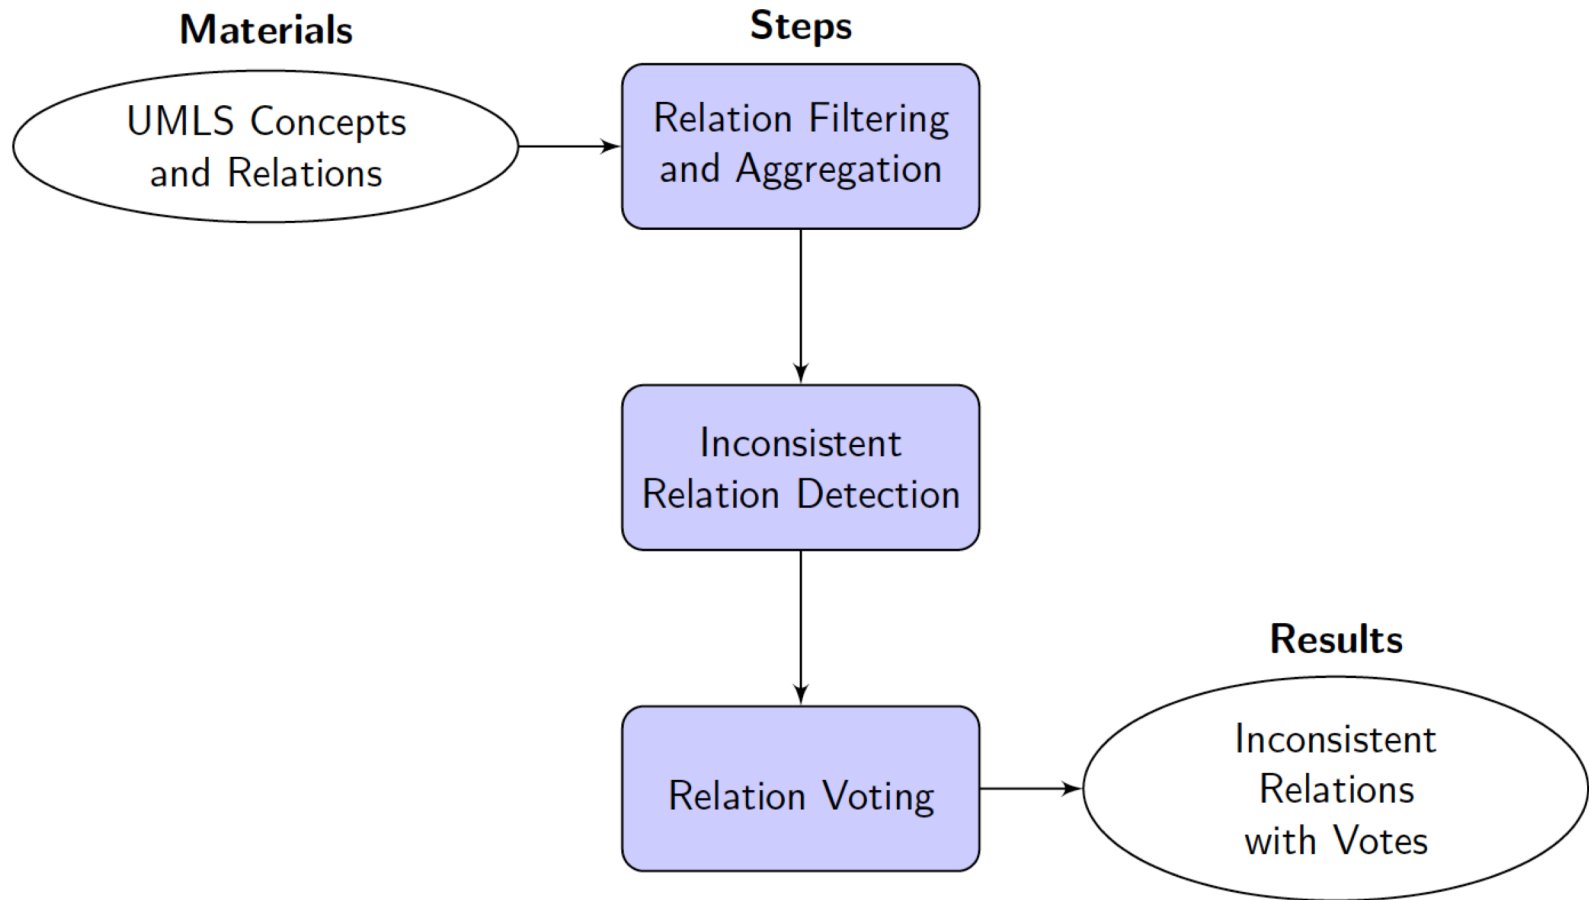 Materials
UMLS Concepts
and Relations
Steps
Relation Filtering
and Aggregation
Inconsistent
Relation Detection
Relation Voting
Results
Inconsistent
Relations
with Votes